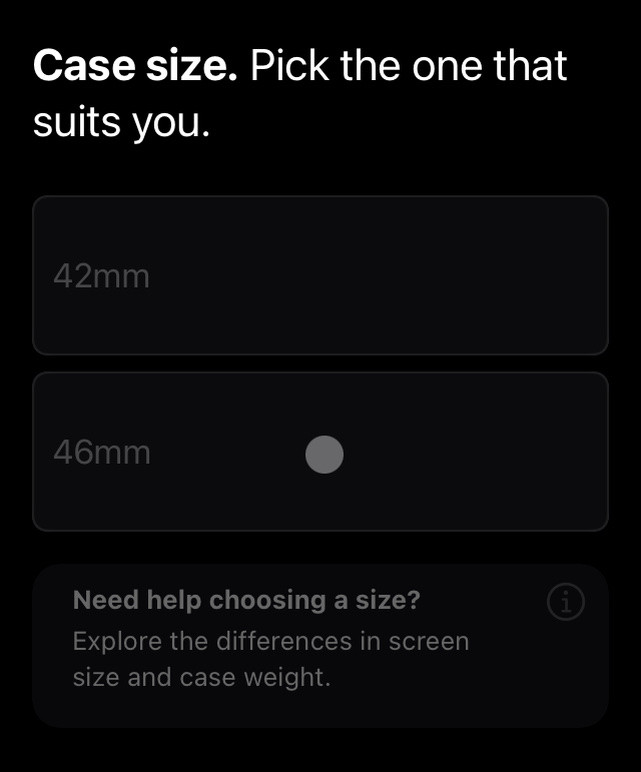 Case size. Pick the one that
suits you.
42mm
46mm
Need help choosing a size?
Explore the differences in screen
size and case weight.